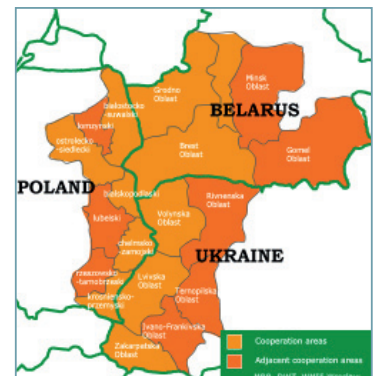 Minsk
Oblast
Grodno
Oblast
BELARUS
białostocko
-suwalski
łomżyński
ostrołęcko
-siedlecki
Brest
Oblast
Gomel
Oblast
POLAND
bialskopodlaski
Rivnenska
Oblast
lubelski
Volynska
Oblast
chełmsko-
zamojski
UKRAINE
rzeszowsko-
tarnobrzeski
Lvivska
Oblast
Ternopilska
Oblast
krośnieńsko-
przemyski
Ivano-Frankivska
Oblast
Zakarpatska
Oblast
Cooperation areas
Adjacent cooperation areas